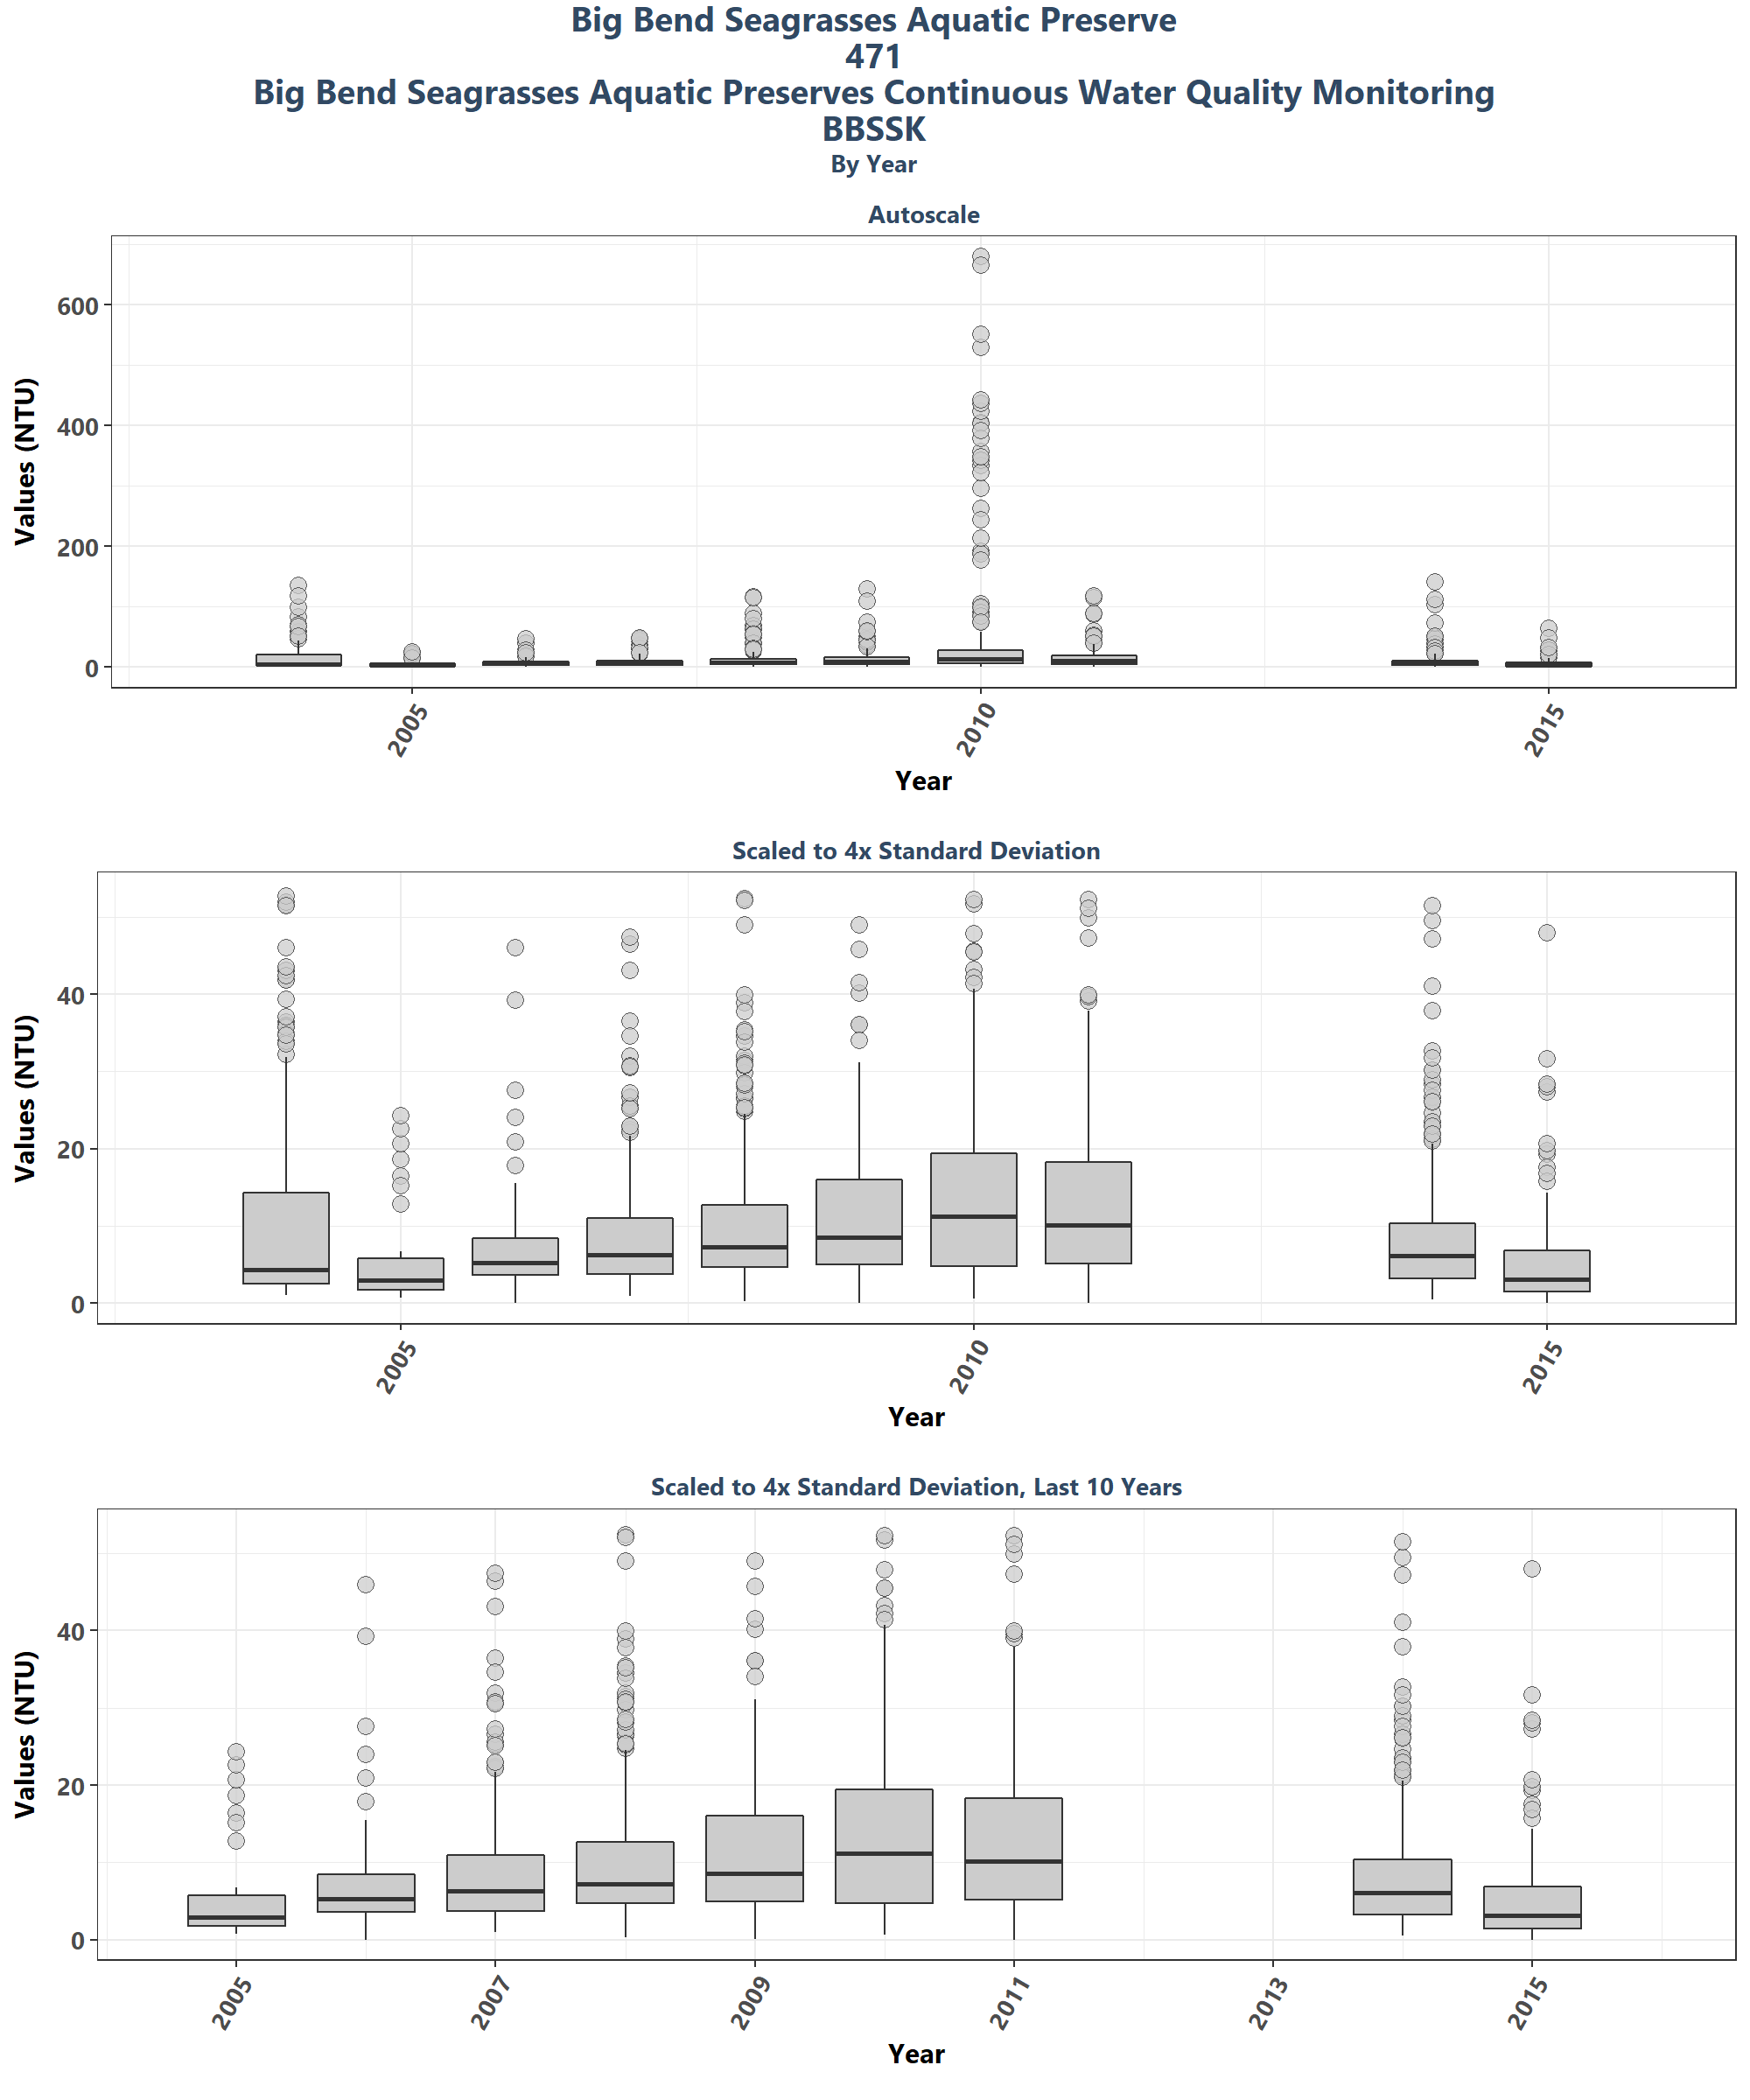 Big Bend Seagrasses Aquatic Preserve
471
Big Bend Seagrasses Aquatic Preserves Continuous Water Quality Monitoring
BBSSK
By Year
Autoscale
Values (NTU)
600
400
200
0
2005
2010
2015
Year
Scaled to 4x Standard Deviation
Values (NTU)
40
20
0
2005
2010
2015
Year
Scaled to 4x Standard Deviation, Last 10 Years
Values (NTU)
40
20
0
2005
2007
2009
2011
2013
2015
Year